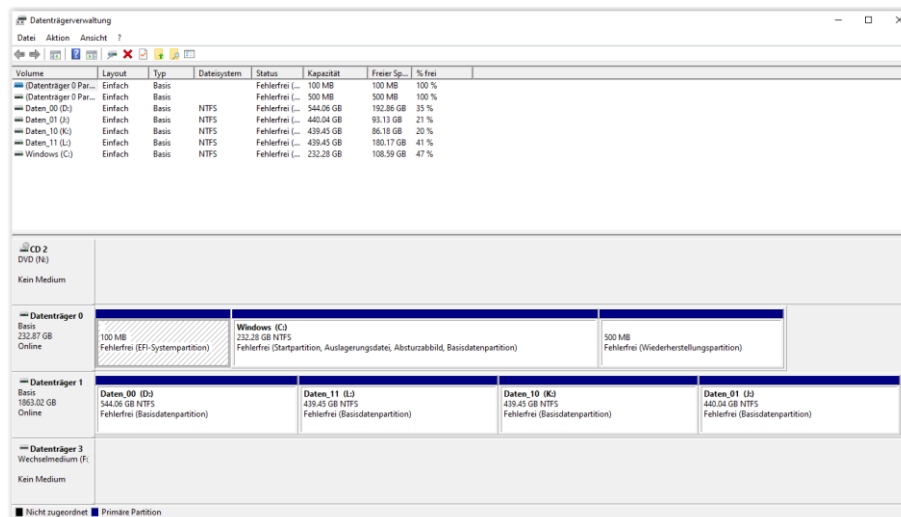 Datenträgerverwaltung
Datei Aktion Ansicht ?
Volume Layout Typ Dateisystem Status Kapazität Freier Sp... % frei
(Datenträger 0 Par... Einfach Basis Fehlerfrei (... 100 MB 100 MB 100 %
(Datenträger 0 Par... Einfach Basis Fehlerfrei (... 500 MB 500 MB 100 %
Daten_00 (D:) Einfach Basis NTFS Fehlerfrei (... 544.06 GB 192.86 GB 35 %
Daten_01 (J:) Einfach Basis NTFS Fehlerfrei (... 440.04 GB 93.13 GB 21 %
Daten_10 (K:) Einfach Basis NTFS Fehlerfrei (... 439.45 GB 86.18 GB 20 %
Daten_11 (L:) Einfach Basis NTFS Fehlerfrei (... 439.45 GB 180.17 GB 41 %
Windows (C:) Einfach Basis NTFS Fehlerfrei (... 232.28 GB 108.59 GB 47 %
CD 2
DVD (N:)
Kein Medium
Datenträger 0
Basis
232.87 GB
Online
100 MB
Fehlerfrei (EFI-Systempartition)
Windows (C:)
232.28 GB NTFS
Fehlerfrei (Startpartition, Auslagerungsdatei, Absturzabbild, Basisdatenpartition)
500 MB
Fehlerfrei (Wiederherstellungspartition)
Datenträger 1
Basis
1863.02 GB
Online
Daten_00 (D:)
544.06 GB NTFS
Fehlerfrei (Basisdatenpartition)
Daten_11 (L:)
439.45 GB NTFS
Fehlerfrei (Basisdatenpartition)
Daten_10 (K:)
439.45 GB NTFS
Fehlerfrei (Basisdatenpartition)
Daten_01 (J:)
440.04 GB NTFS
Fehlerfrei (Basisdatenpartition)
Datenträger 3
Wechselmedium (F:
Kein Medium
Nicht zugeordnet Primäre Partition